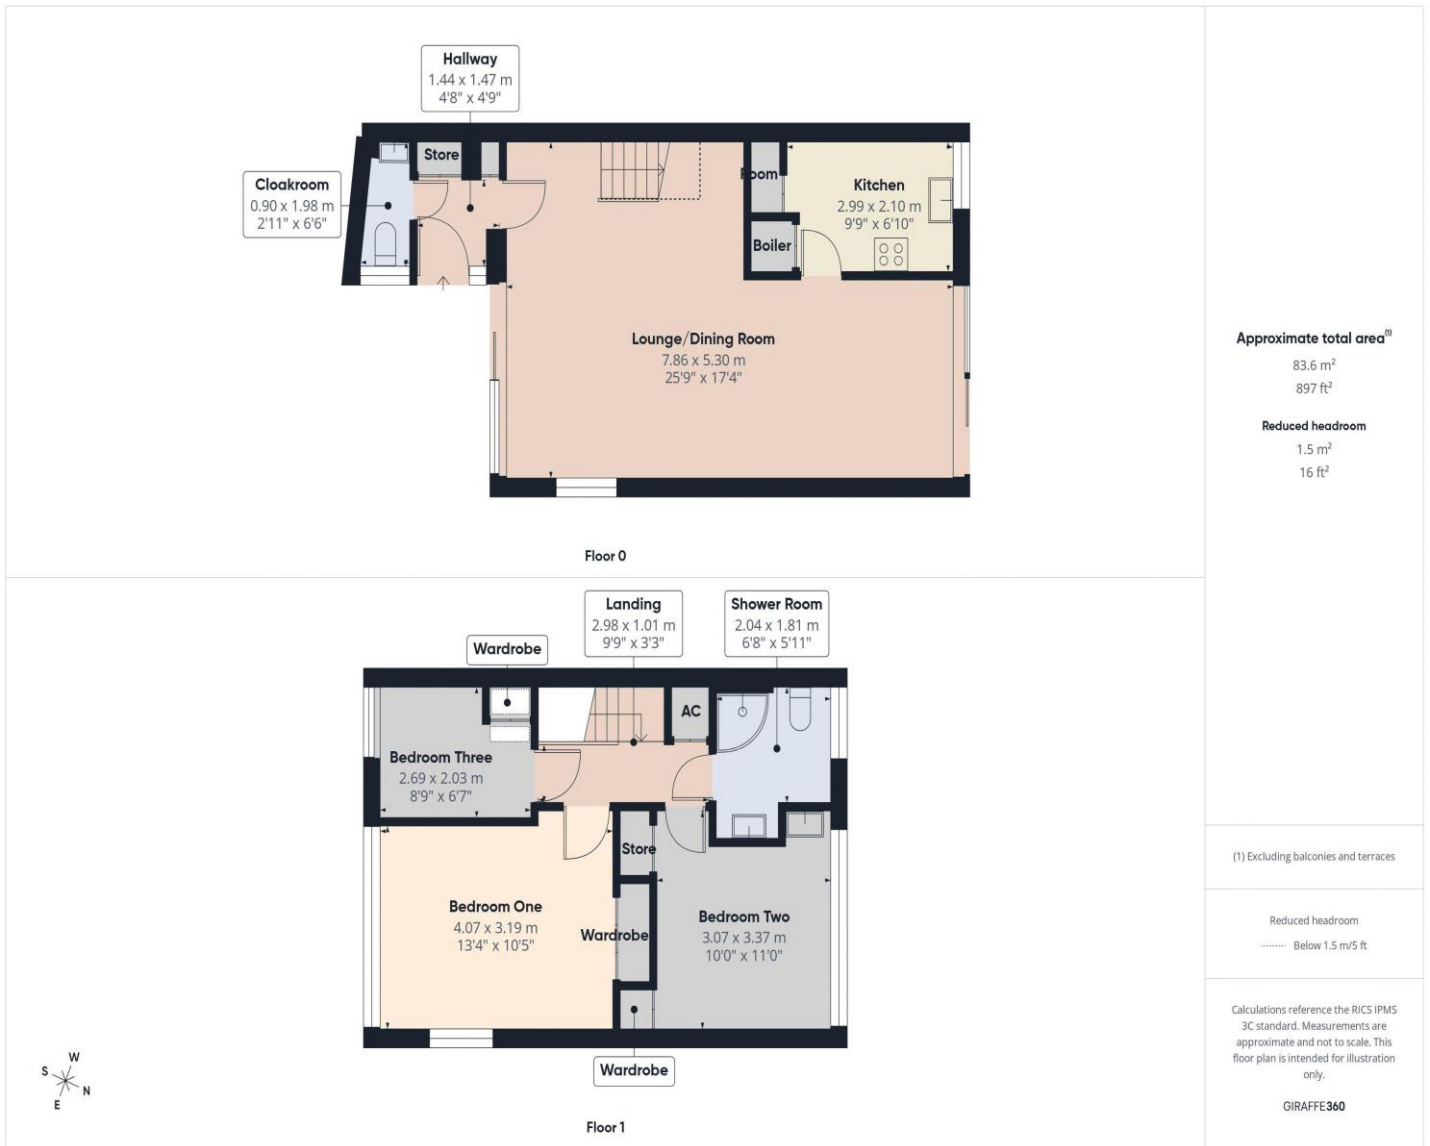 Hallway
1.44 x 1.47 m
4'8" x 4'9"
Store
Cloakroom
0.90 x 1.98 m
2'11" x 6'6"
Room
Kitchen
2.99 x 2.10 m
9'9" x 6'10"
Boiler
Lounge/Dining Room
7.86 x 5.30 m
25'9" x 17'4"
Floor 0
Approximate total area(1)
83.6 m²
897 ft²
Reduced headroom
1.5 m²
16 ft²
Landing
2.98 x 1.01 m
9'9" x 3'3"
Shower Room
2.04 x 1.81 m
6'8" x 5'11"
Wardrobe
AC
Bedroom Three
2.69 x 2.03 m
8'9" x 6'7"
Store
Bedroom One
4.07 x 3.19 m
13'4" x 10'5"
Wardrobe
Bedroom Two
3.07 x 3.37 m
10'0" x 11'0"
Wardrobe
W
S
N
E
Floor 1
(1) Excluding balconies and terraces
Reduced headroom
Below 1.5 m/5 ft
Calculations reference the RICS IPMS
3C standard. Measurements are
approximate and not to scale. This
floor plan is intended for illustration
only.
GIRAFFE360